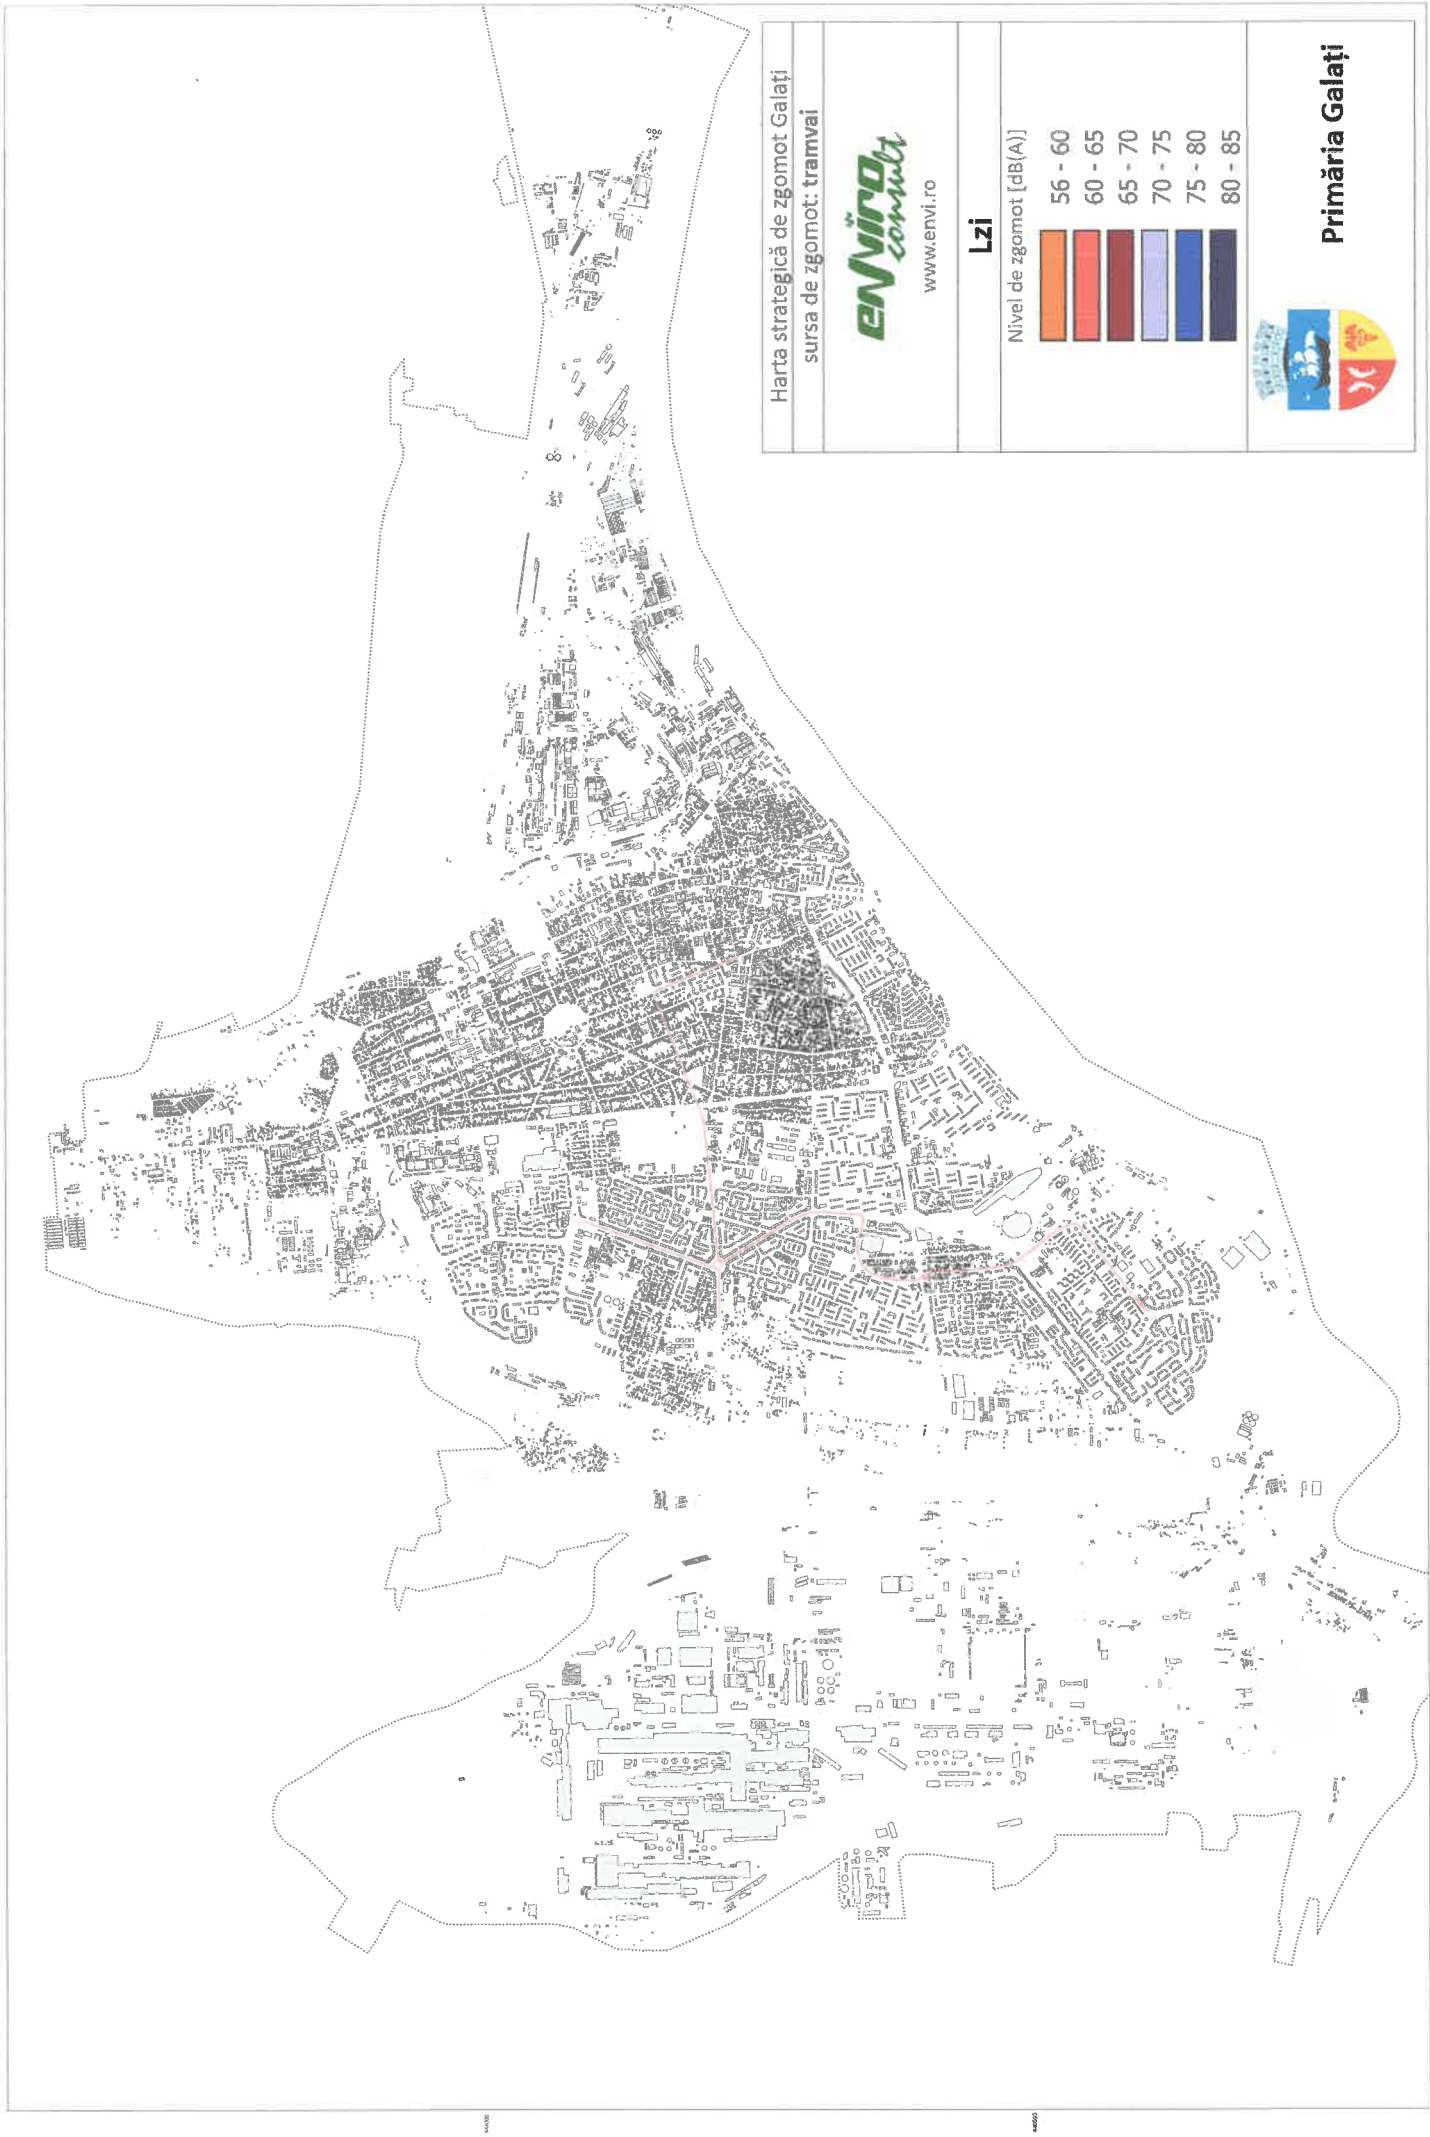 Harta strategică de zgomot Galați
sursa de zgomot: tramvai
enviro
consult
www.envi.ro
Lzi
Nivel de zgomot [dB(A)]
56 - 60
60 - 65
65 - 70
70 - 75
75 - 80
80 - 85
Primăria Galați